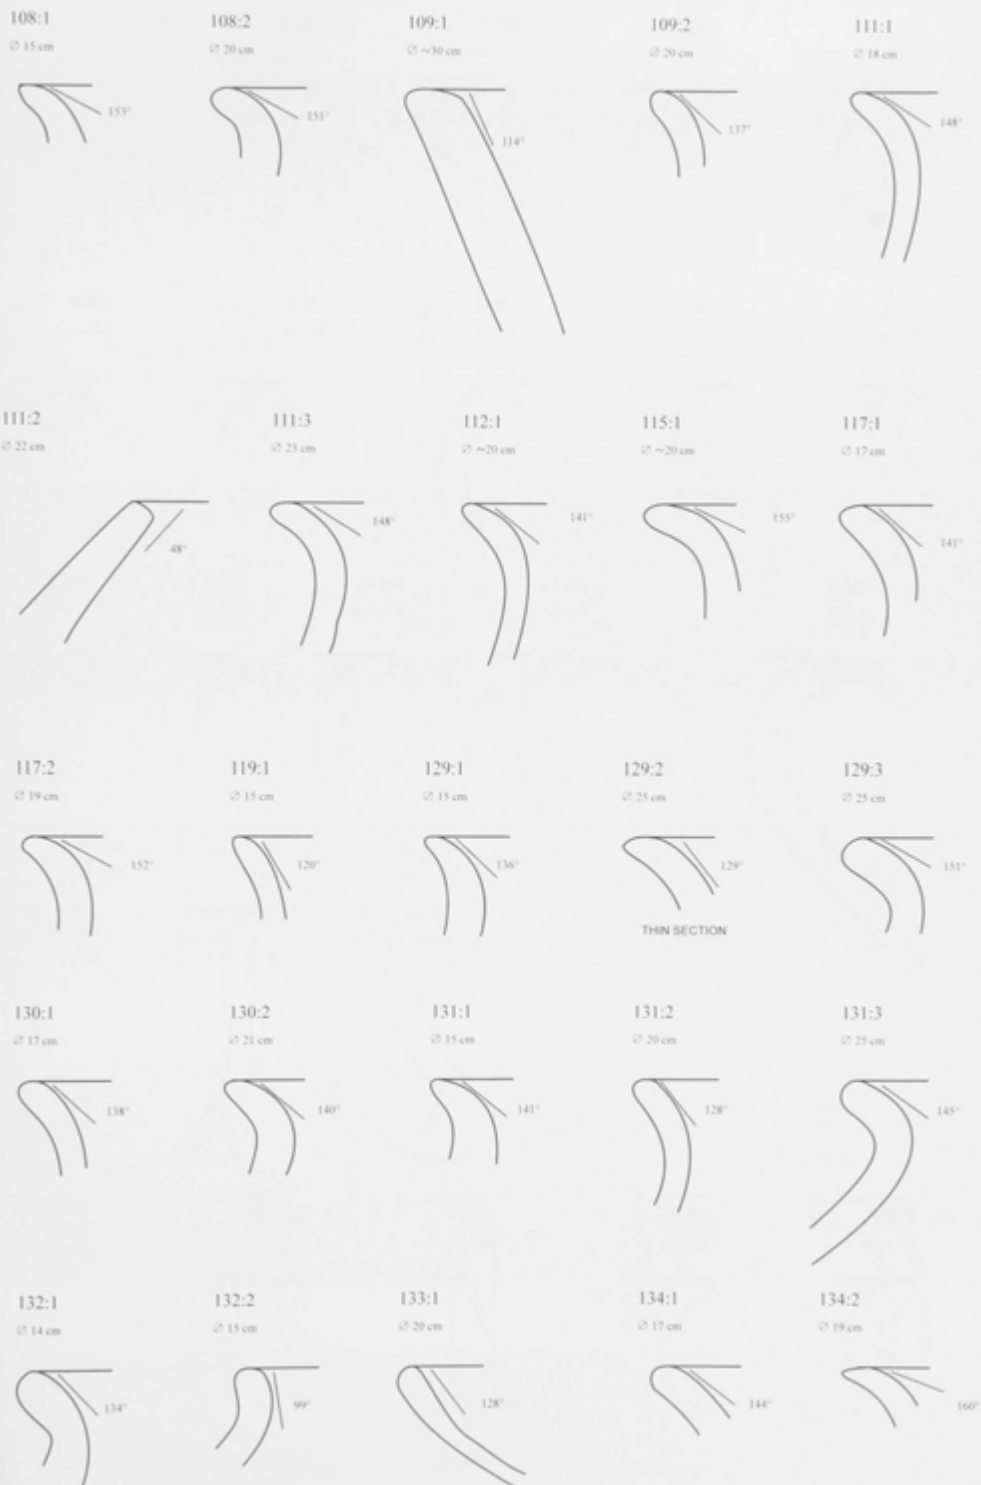 108:1 108:2 109:1 109:2 111:1
∅ 15 cm ∅ 20 cm ∅ ~30 cm ∅ 20 cm ∅ 18 cm
153° 151° 114° 137° 148°
111:2 111:3 112:1 115:1 117:1
∅ 22 cm ∅ 23 cm ∅ ~20 cm ∅ ~20 cm ∅ 17 cm
48° 148° 141° 155° 141°
117:2 119:1 129:1 129:2 129:3
∅ 19 cm ∅ 15 cm ∅ 15 cm ∅ 25 cm ∅ 25 cm
152° 120° 136° 129° 151°
THIN SECTION
130:1 130:2 131:1 131:2 131:3
∅ 17 cm ∅ 21 cm ∅ 15 cm ∅ 20 cm ∅ 25 cm
138° 140° 141° 128° 145°
132:1 132:2 133:1 134:1 134:2
∅ 14 cm ∅ 15 cm ∅ 20 cm ∅ 17 cm ∅ 19 cm
134° 99° 128° 144° 160°